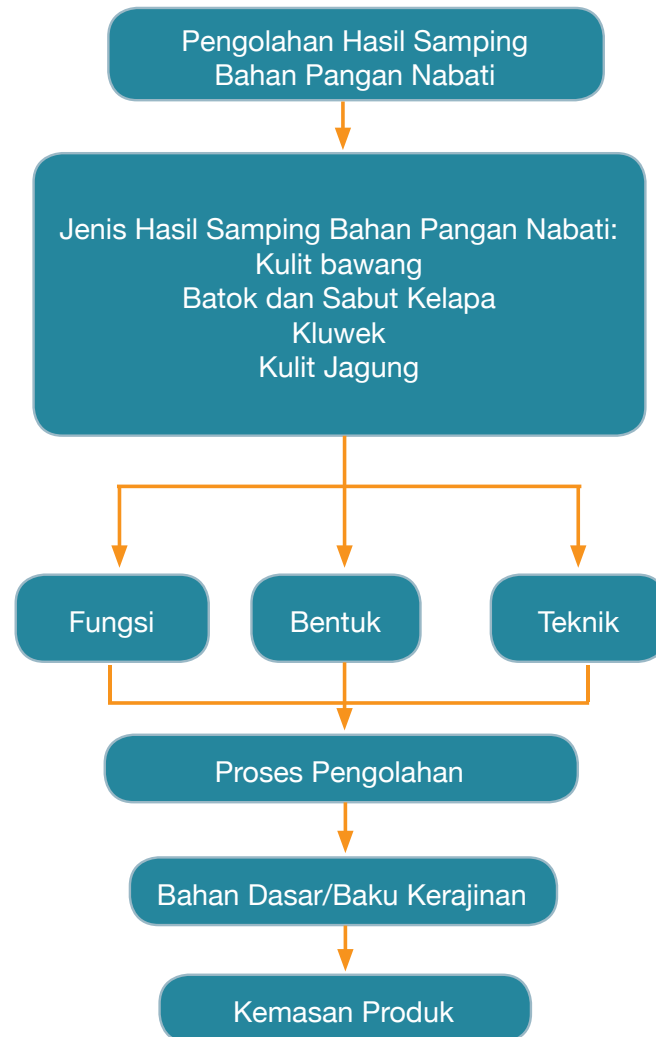 Pengolahan Hasil Samping
Bahan Pangan Nabati
Jenis Hasil Samping Bahan Pangan Nabati:
Kulit bawang
Batok dan Sabut Kelapa
Kluwek
Kulit Jagung
Fungsi
Bentuk
Teknik
Proses Pengolahan
Bahan Dasar/Baku Kerajinan
Kemasan Produk